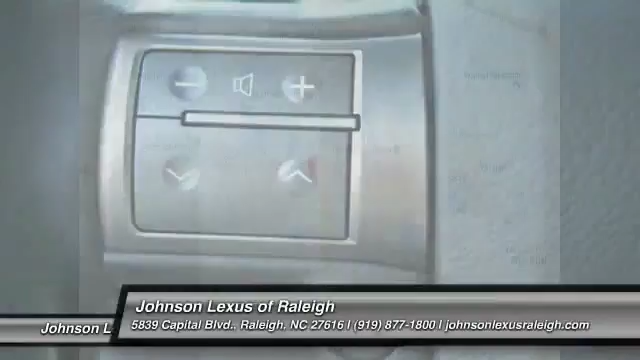 Johnson Lexus of Raleigh
Johnson L
5839 Capital Blvd., Raleigh, NC 27616 | (919) 877-1800 | johnsonlexusraleigh.com